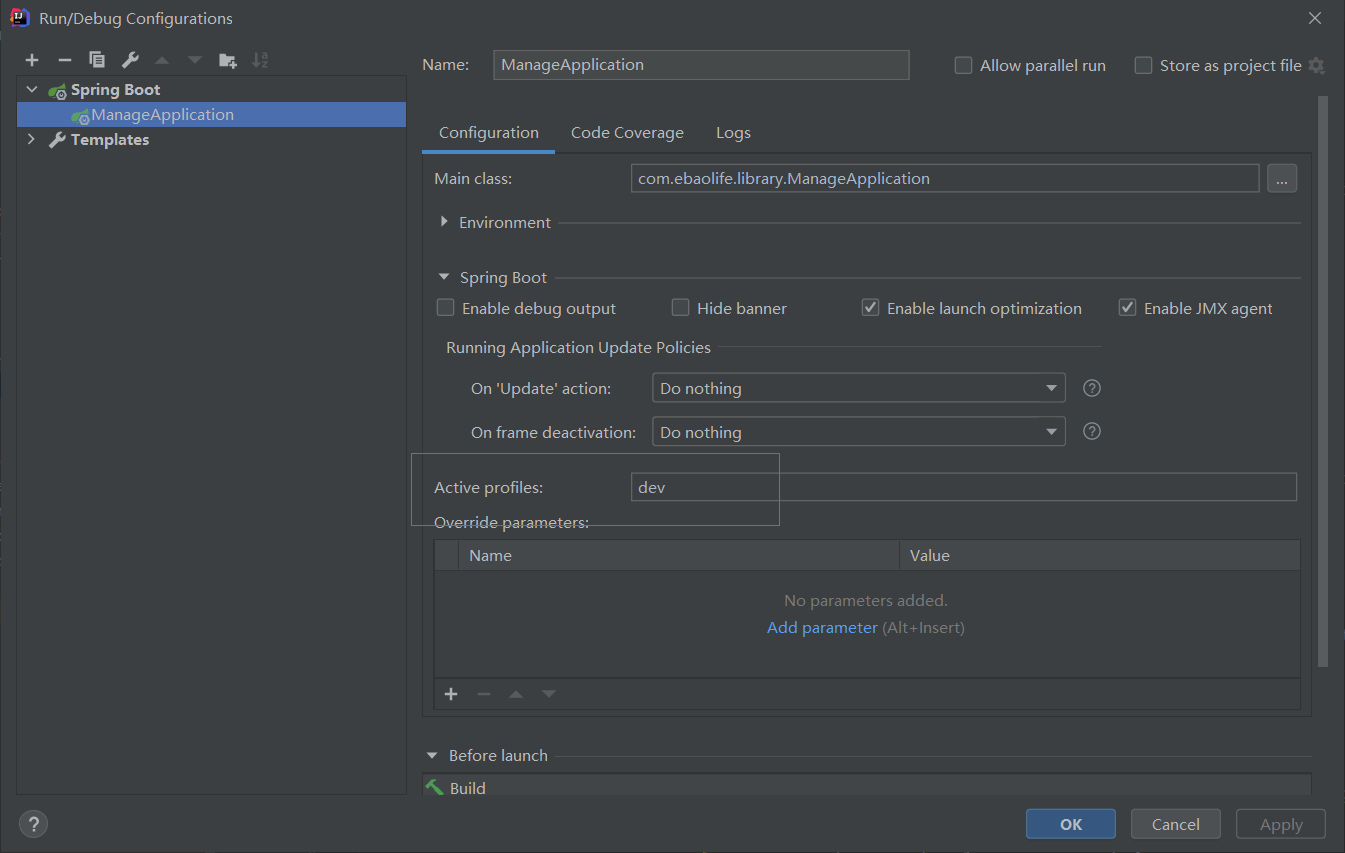 Run/Debug Configurations
Name: ManageApplication Allow parallel run Store as project file
Spring Boot
ManageApplication
Templates
Configuration Code Coverage Logs
Main class: com.ebaolife.library.ManageApplication ...
Environment
Spring Boot
Enable debug output Hide banner Enable launch optimization Enable JMX agent
Running Application Update Policies
On 'Update' action: Do nothing ?
On frame deactivation: Do nothing ?
Active profiles: dev
Override parameters:
Name Value
No parameters added.
Add parameter (Alt+Insert)
Before launch
Build
? OK Cancel Apply